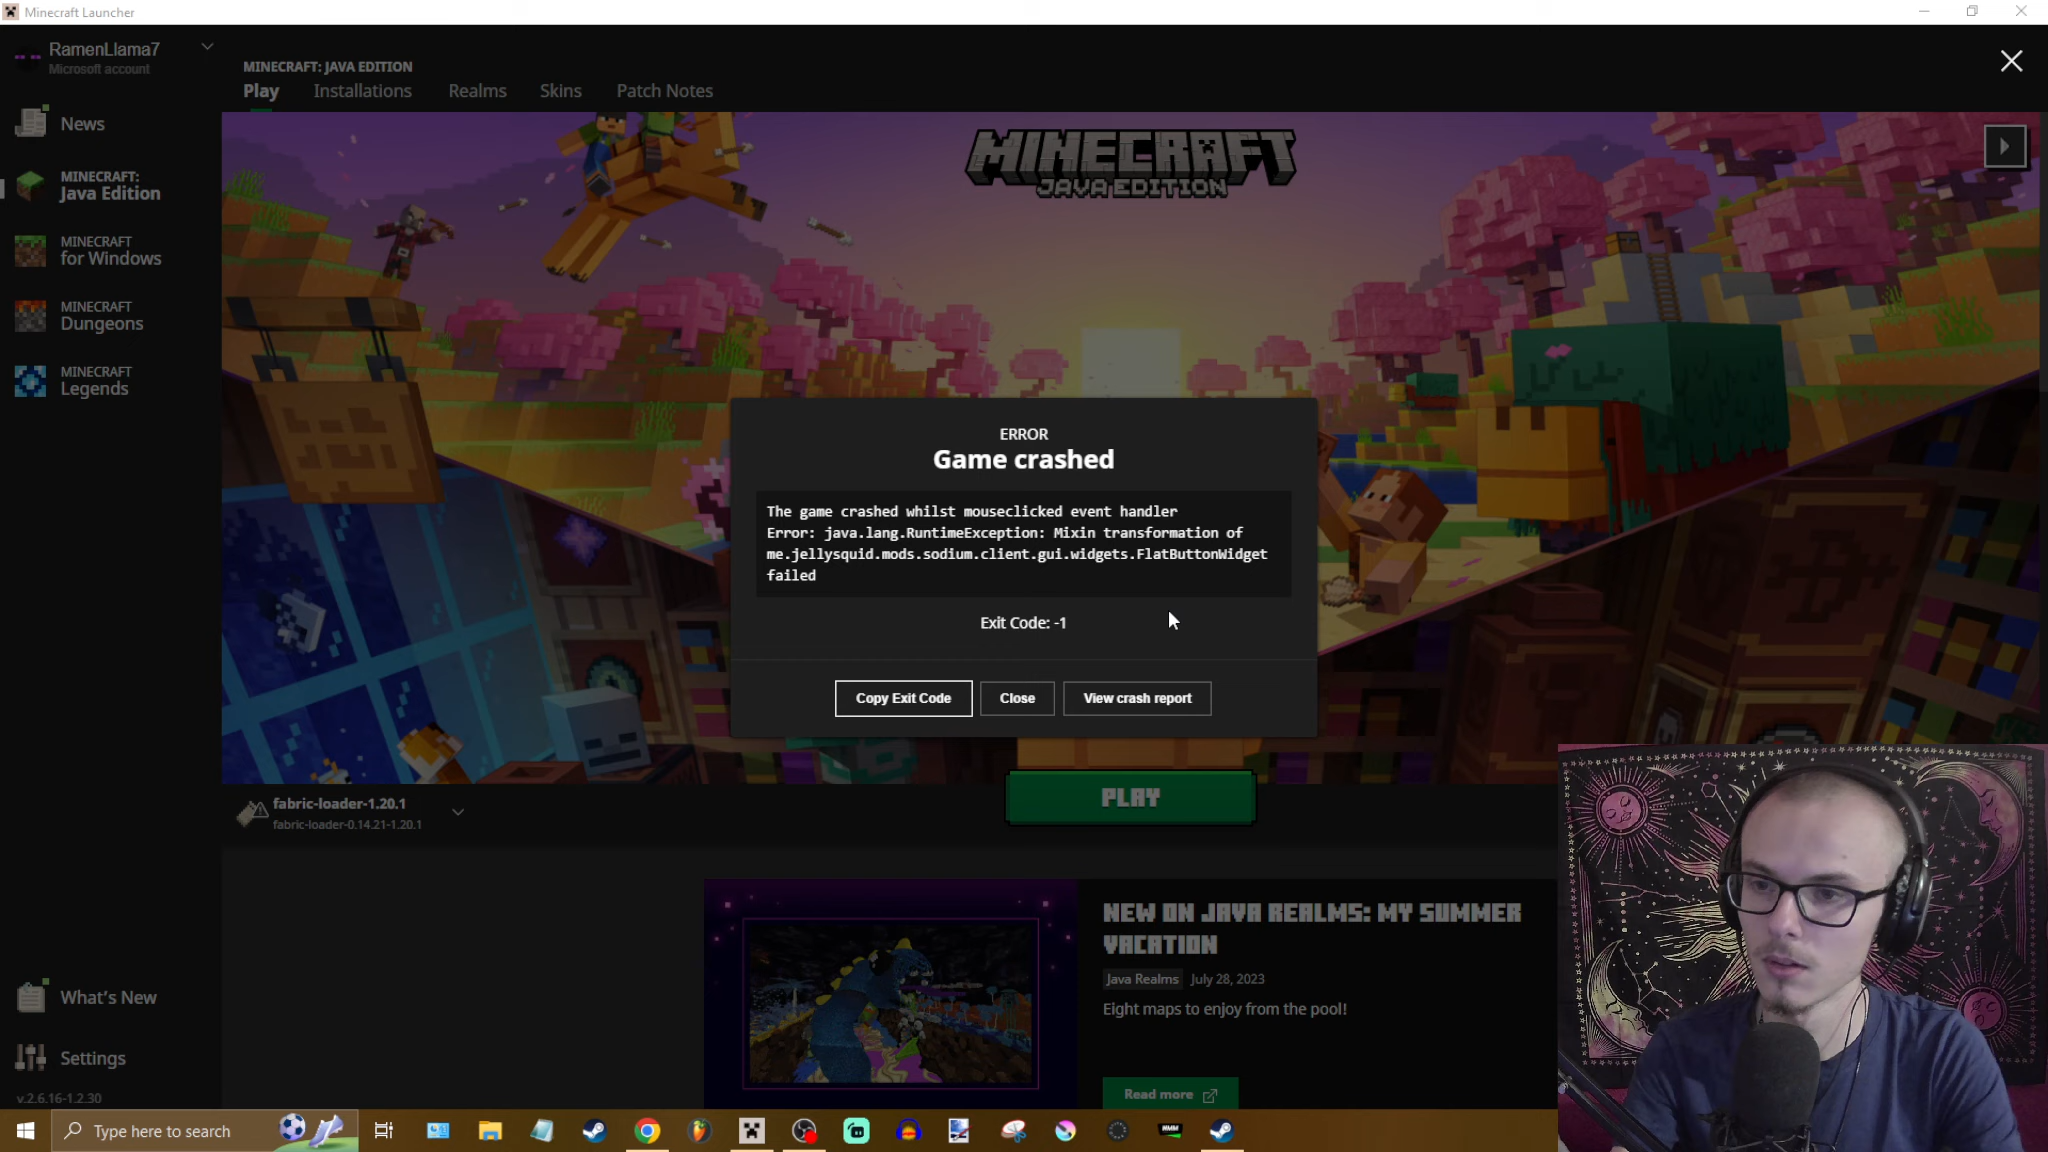 Minecraft Launcher
RamenLlama7
Microsoft account
MINECRAFT: JAVA EDITION
Play
Installations
Realms
Skins
Patch Notes
News
MINECRAFT:
Java Edition
MINECRAFT
for Windows
MINECRAFT
Dungeons
MINECRAFT
Legends
MINECRAFT
JAVA EDITION
ERROR
Game crashed
The game crashed whilst mouseclicked event handler
Error: java.lang.RuntimeException: Mixin transformation of
me.jellysquid.mods.sodium.client.gui.widgets.FlatButtonWidget
failed
Exit Code: -1
Copy Exit Code
Close
View crash report
fabric-loader-1.20.1
fabric-loader-0.14.21-1.20.1
PLAY
NEW ON JAVA REALMS: MY SUMMER
VACATION
Java Realms
July 28, 2023
Eight maps to enjoy from the pool!
Read more
What's New
Settings
v.2.6.16-1.2.30
Type here to search